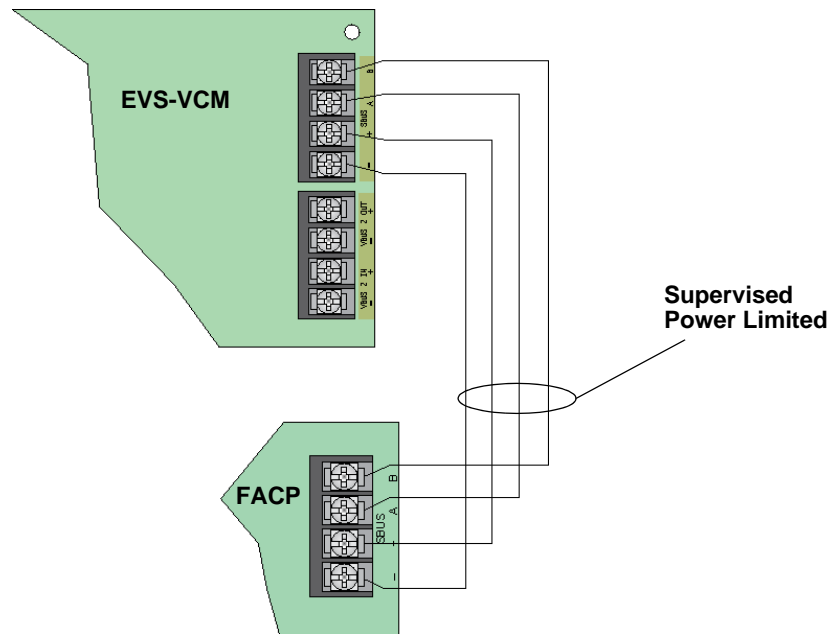 EVS-VCM
B
A
SBUS
+
-
VBUS 2 OUT
+
-
VBUS 2 IN
+
-
Supervised
Power Limited
FACP
B
A
SBUS
+
-